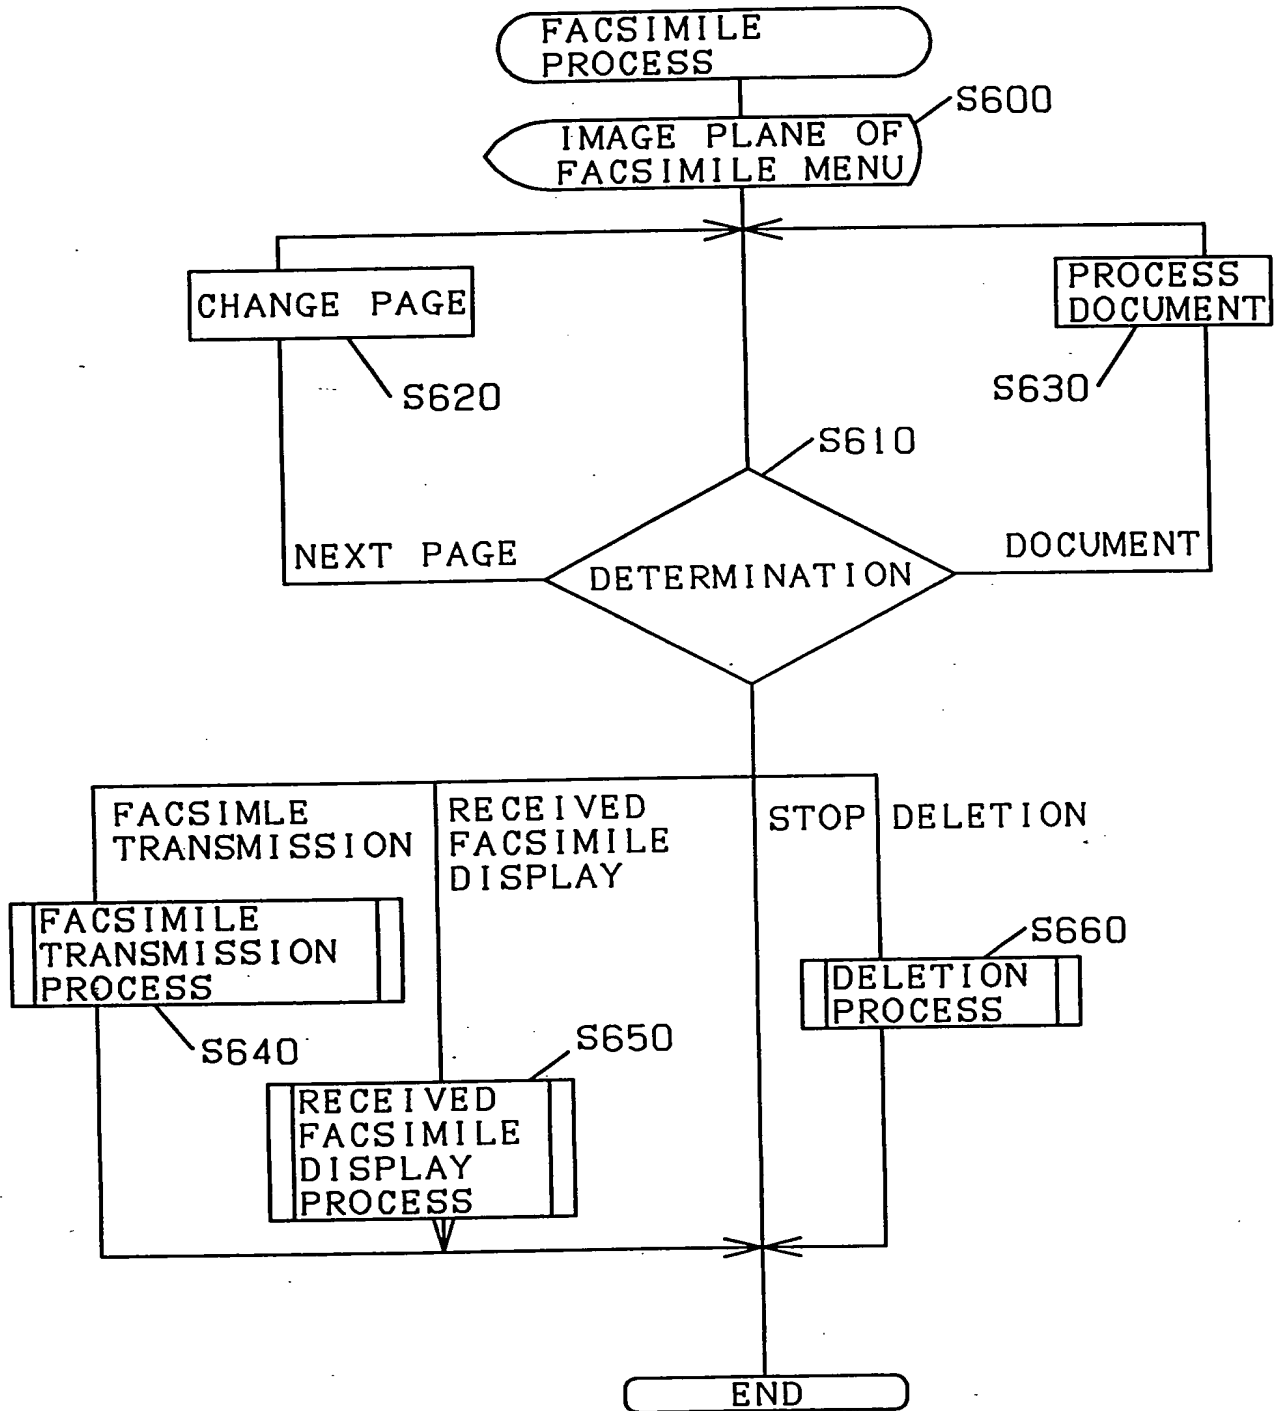 FACSIMILE
PROCESS
S600
IMAGE PLANE OF
FACSIMILE MENU
CHANGE PAGE
S620
PROCESS
DOCUMENT
S630
S610
NEXT PAGE
DETERMINATION
DOCUMENT
FACSIMLE
TRANSMISSION
RECEIVED
FACSIMILE
DISPLAY
STOP
DELETION
FACSIMILE
TRANSMISSION
PROCESS
S640
S650
RECEIVED
FACSIMILE
DISPLAY
PROCESS
S660
DELETION
PROCESS
END